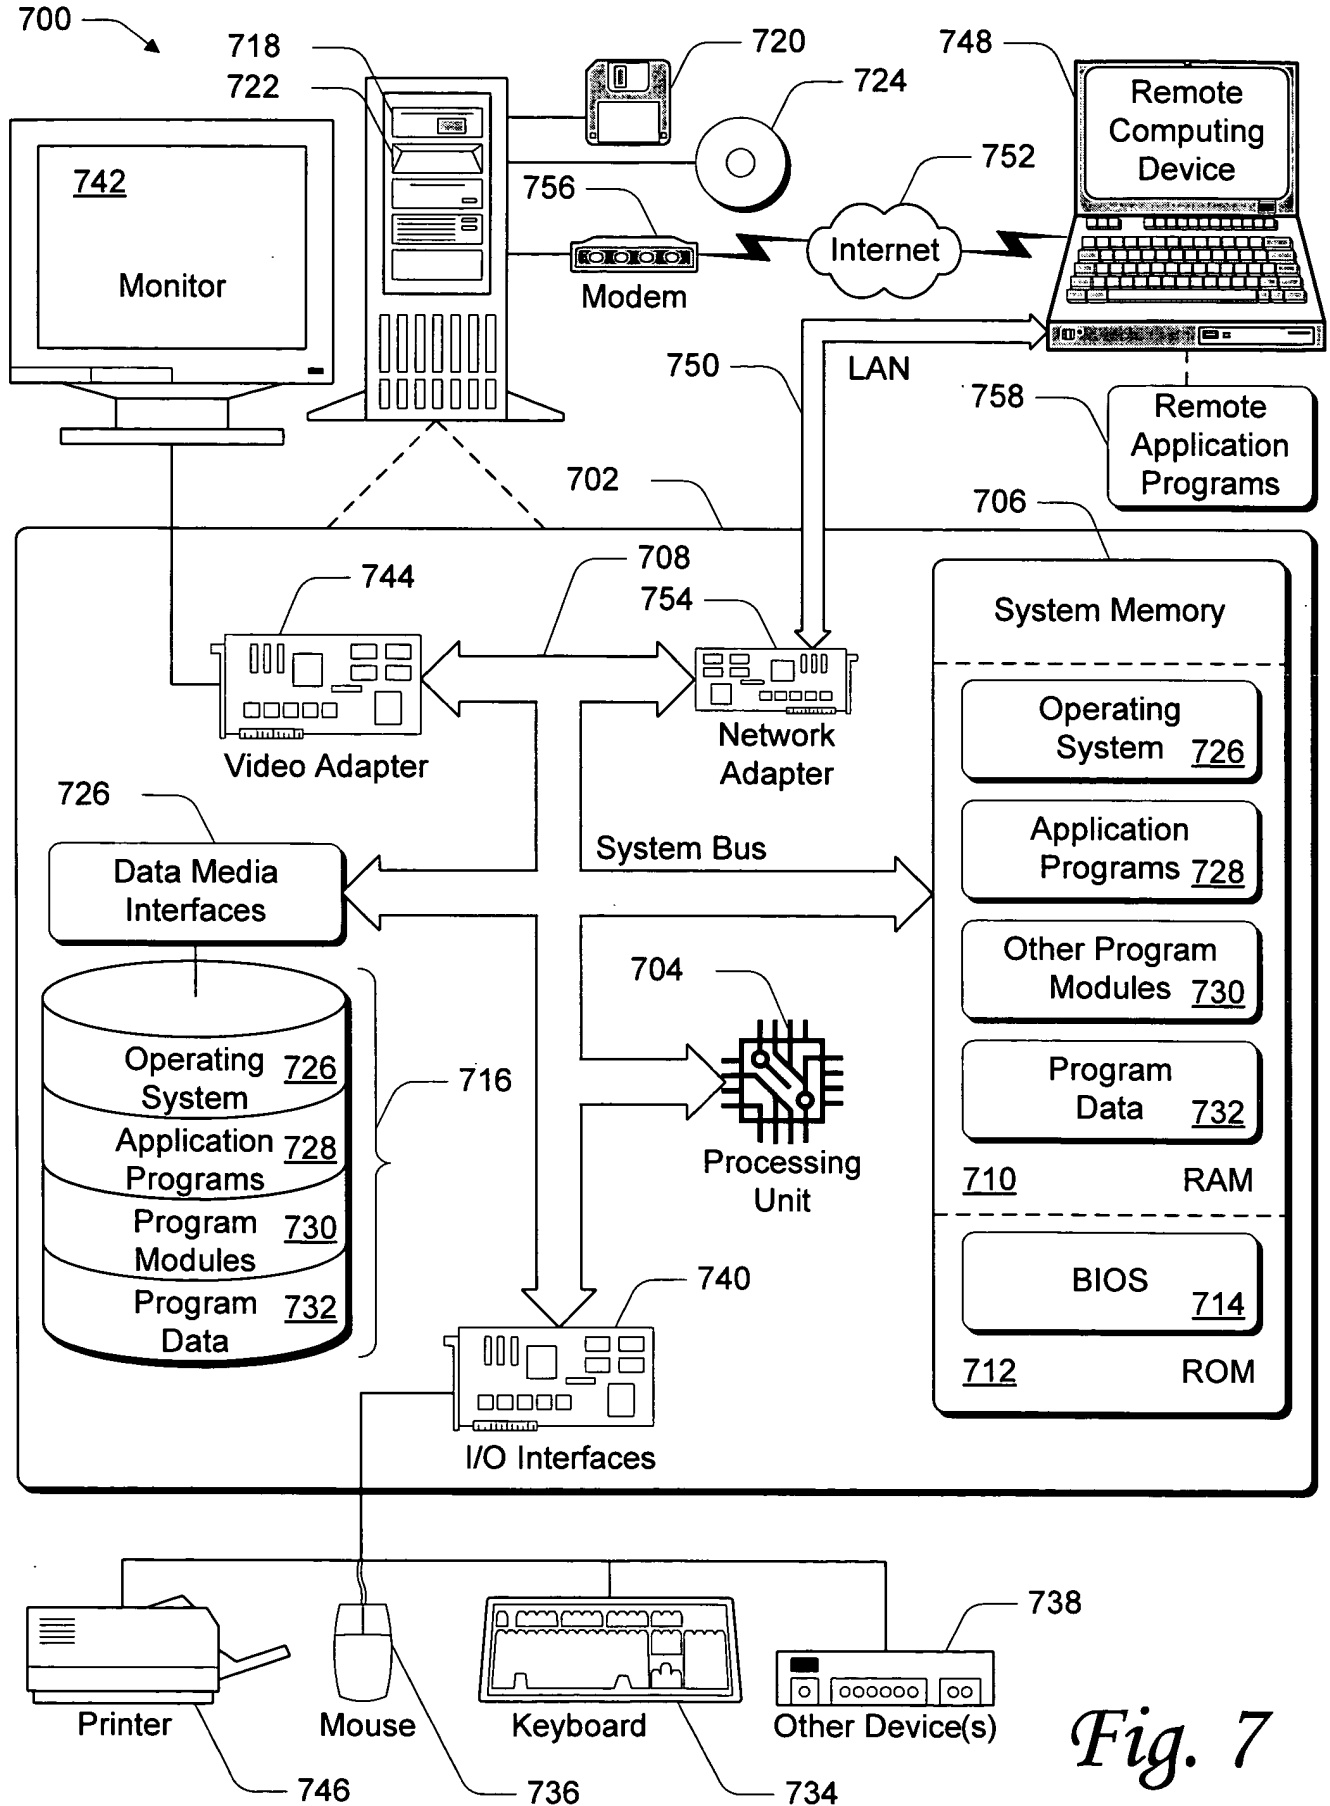 700
718
722
720
724
748
Remote
Computing
Device
742
Monitor
756
Modem
752
Internet
750
LAN
758
Remote
Application
Programs
702
706
708
744
754
Video Adapter
Network
Adapter
System Memory
Operating
System 726
Application
Programs 728
Other Program
Modules 730
Program
Data 732
710 RAM
BIOS 714
712 ROM
726
Data Media
Interfaces
System Bus
704
Processing
Unit
Operating
System 726
Application
Programs 728
Program
Modules 730
Program
Data 732
716
740
I/O Interfaces
738
Printer
Mouse
Keyboard
Other Device(s)
746
736
734
Fig. 7